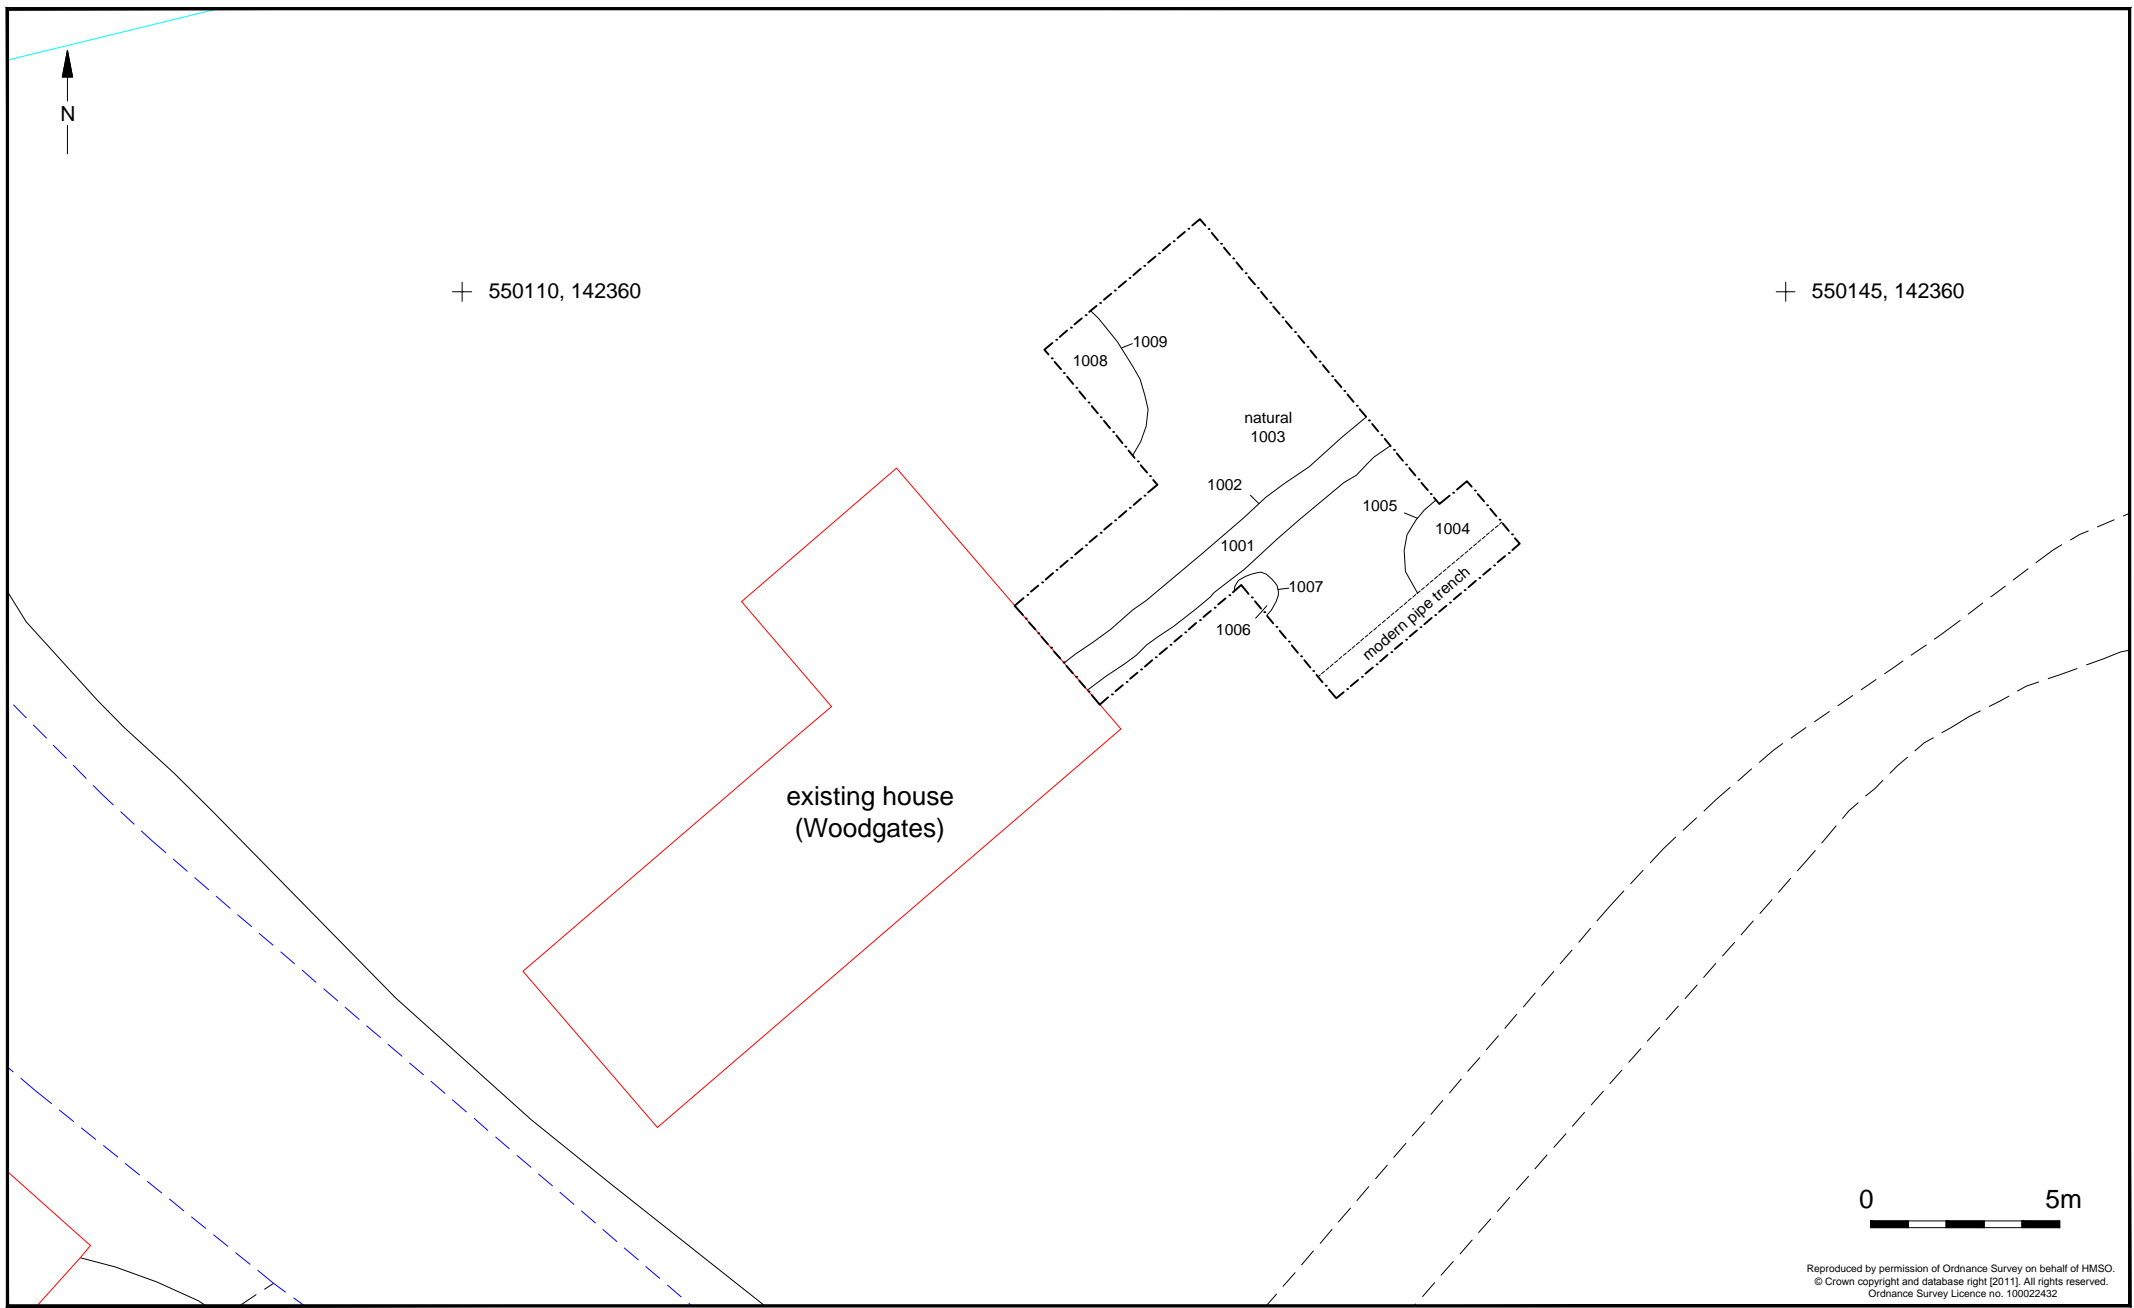 N
550110, 142360
550145, 142360
1009
1008
natural
1003
1002
1005
1004
1001
1007
modern pipe trench
1006
existing house
(Woodgates)
0 5m
Reproduced by permission of Ordnance Survey on behalf of HMSO.
© Crown copyright and database right [2011]. All rights reserved.
Ordnance Survey Licence no. 100022432